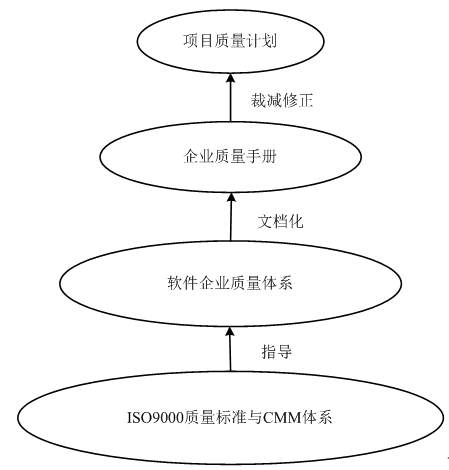 项目质量计划
裁减修正
企业质量手册
文档化
软件企业质量体系
指导
ISO9000质量标准与CMM体系